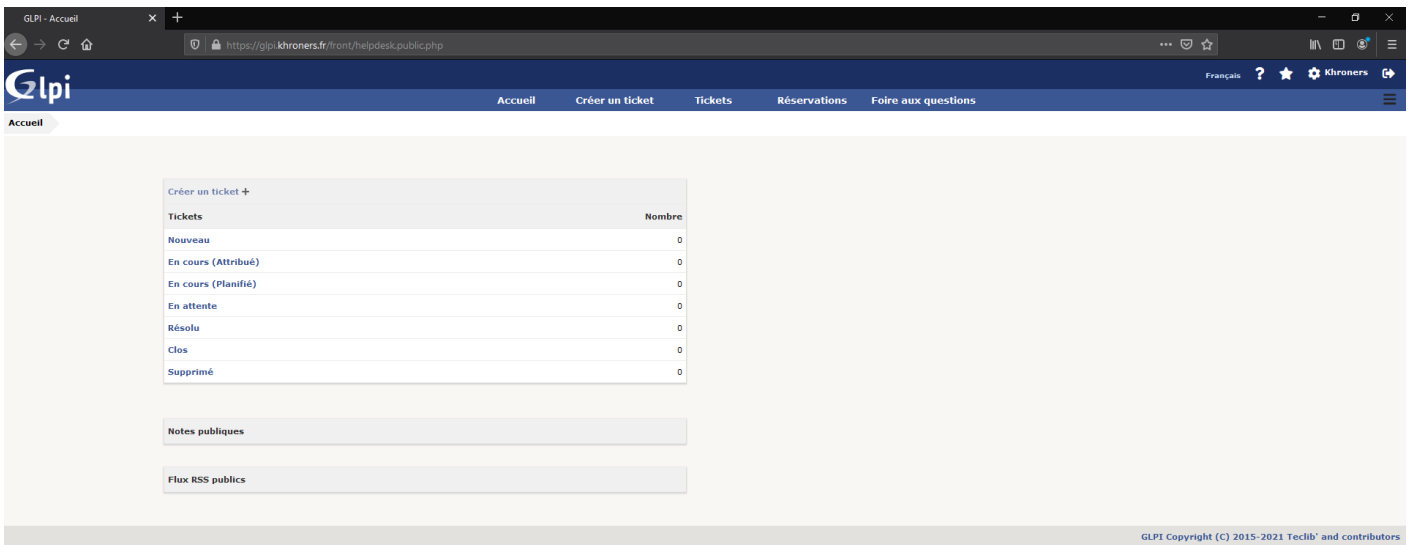 GLPI - Accueil
https://glpi.khroners.fr/front/helpdesk.public.php
Glpi
Français ? Khroners
Accueil Créer un ticket Tickets Réservations Foire aux questions
Accueil
Créer un ticket +
Tickets Nombre
Nouveau 0
En cours (Attribué) 0
En cours (Planifié) 0
En attente 0
Résolu 0
Clos 0
Supprimé 0
Notes publiques
Flux RSS publics
GLPI Copyright (C) 2015-2021 Teclib' and contributors